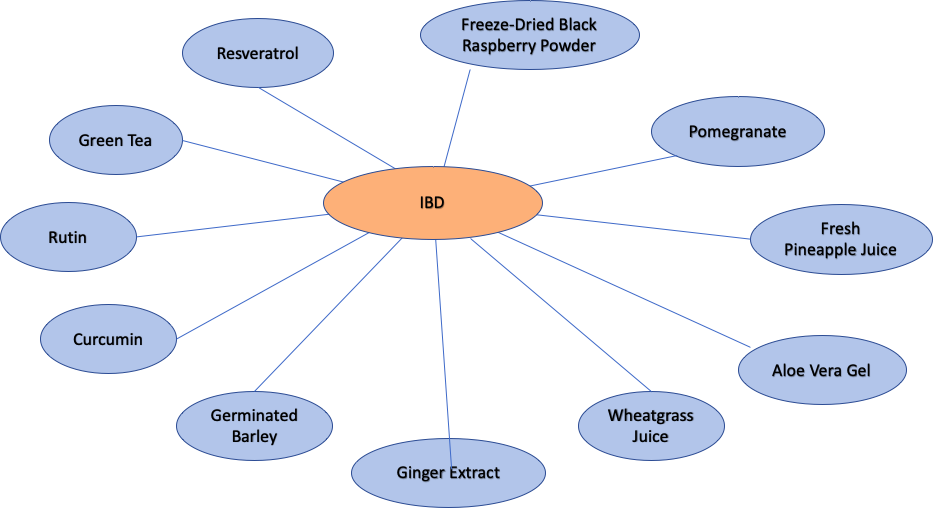 Freeze-Dried Black
Raspberry Powder
Resveratrol
Pomegranate
Green Tea
IBD
Rutin
Fresh
Pineapple Juice
Curcumin
Aloe Vera Gel
Germinated
Barley
Wheatgrass
Juice
Ginger Extract